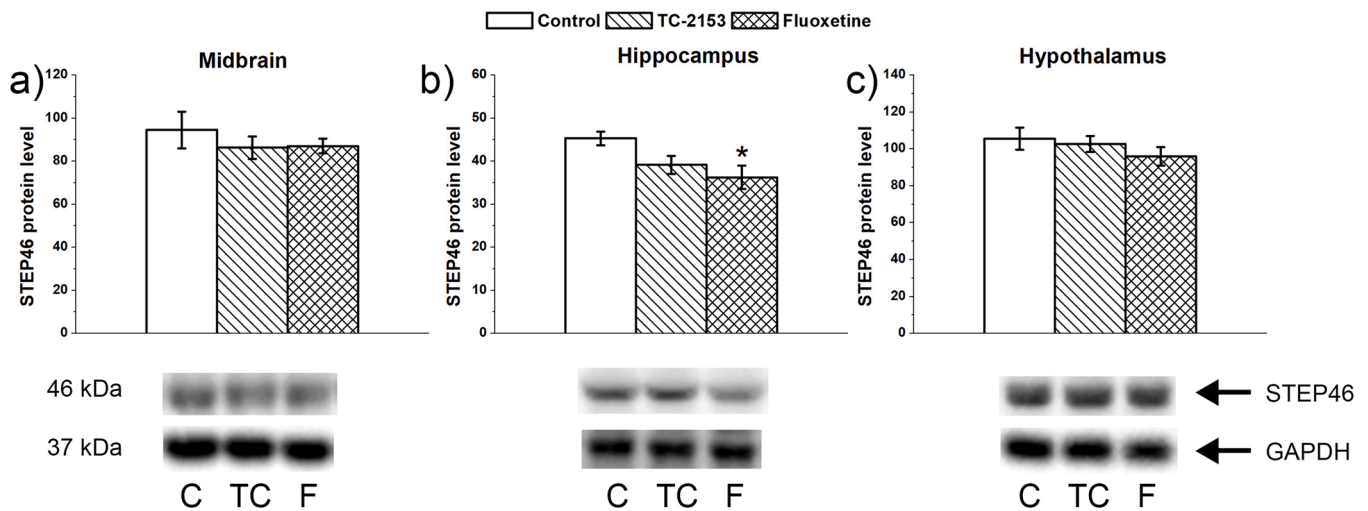 Control TC-2153 Fluoxetine
a) Midbrain
STEP46 protein level
120
100
80
60
40
20
0
b) Hippocampus
STEP46 protein level
60
50
40
30
20
10
0
*
c) Hypothalamus
STEP46 protein level
140
120
100
80
60
40
20
0
46 kDa
STEP46
37 kDa
GAPDH
C TC F
C TC F
C TC F